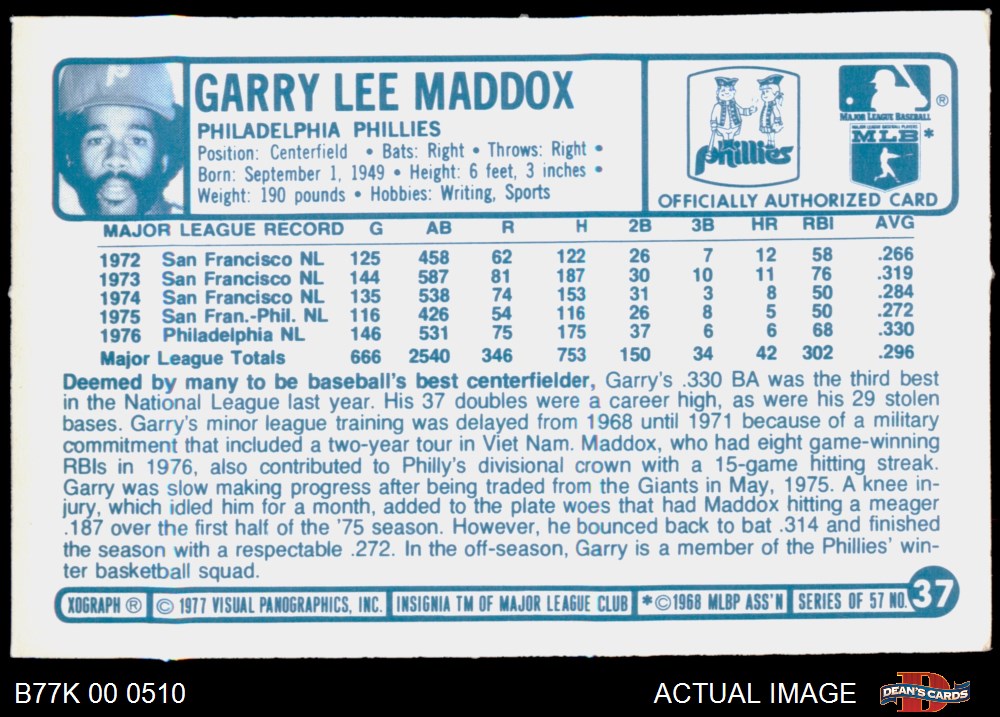 GARRY LEE MADDOX
PHILADELPHIA PHILLIES
Position: Centerfield • Bats: Right • Throws: Right •
Born: September 1, 1949 • Height: 6 feet, 3 inches •
Weight: 190 pounds • Hobbies: Writing, Sports
Phillies
MAJOR LEAGUE BASEBALL
®
MAJOR LEAGUE BASEBALL PLAYERS
MLB *
OFFICIALLY AUTHORIZED CARD
MAJOR LEAGUE RECORD G AB R H 2B 3B HR RBI AVG
1972 San Francisco NL 125 458 62 122 26 7 12 58 .266
1973 San Francisco NL 144 587 81 187 30 10 11 76 .319
1974 San Francisco NL 135 538 74 153 31 3 8 50 .284
1975 San Fran.-Phil. NL 116 426 54 116 26 8 5 50 .272
1976 Philadelphia NL 146 531 75 175 37 6 6 68 .330
Major League Totals 666 2540 346 753 150 34 42 302 .296
Deemed by many to be baseball's best centerfielder, Garry's .330 BA was the third best
in the National League last year. His 37 doubles were a career high, as were his 29 stolen
bases. Garry's minor league training was delayed from 1968 until 1971 because of a military
commitment that included a two-year tour in Viet Nam. Maddox, who had eight game-winning
RBIs in 1976, also contributed to Philly's divisional crown with a 15-game hitting streak.
Garry was slow making progress after being traded from the Giants in May, 1975. A knee in-
jury, which idled him for a month, added to the plate woes that had Maddox hitting a meager
.187 over the first half of the '75 season. However, he bounced back to bat .314 and finished
the season with a respectable .272. In the off-season, Garry is a member of the Phillies' win-
ter basketball squad.
XOGRAPH ® © 1977 VISUAL PANOGRAPHICS, INC. INSIGNIA TM OF MAJOR LEAGUE CLUB *© 1968 MLBP ASS'N SERIES OF 57 NO. 37
B77K 00 0510 ACTUAL IMAGE DEAN'S CARDS